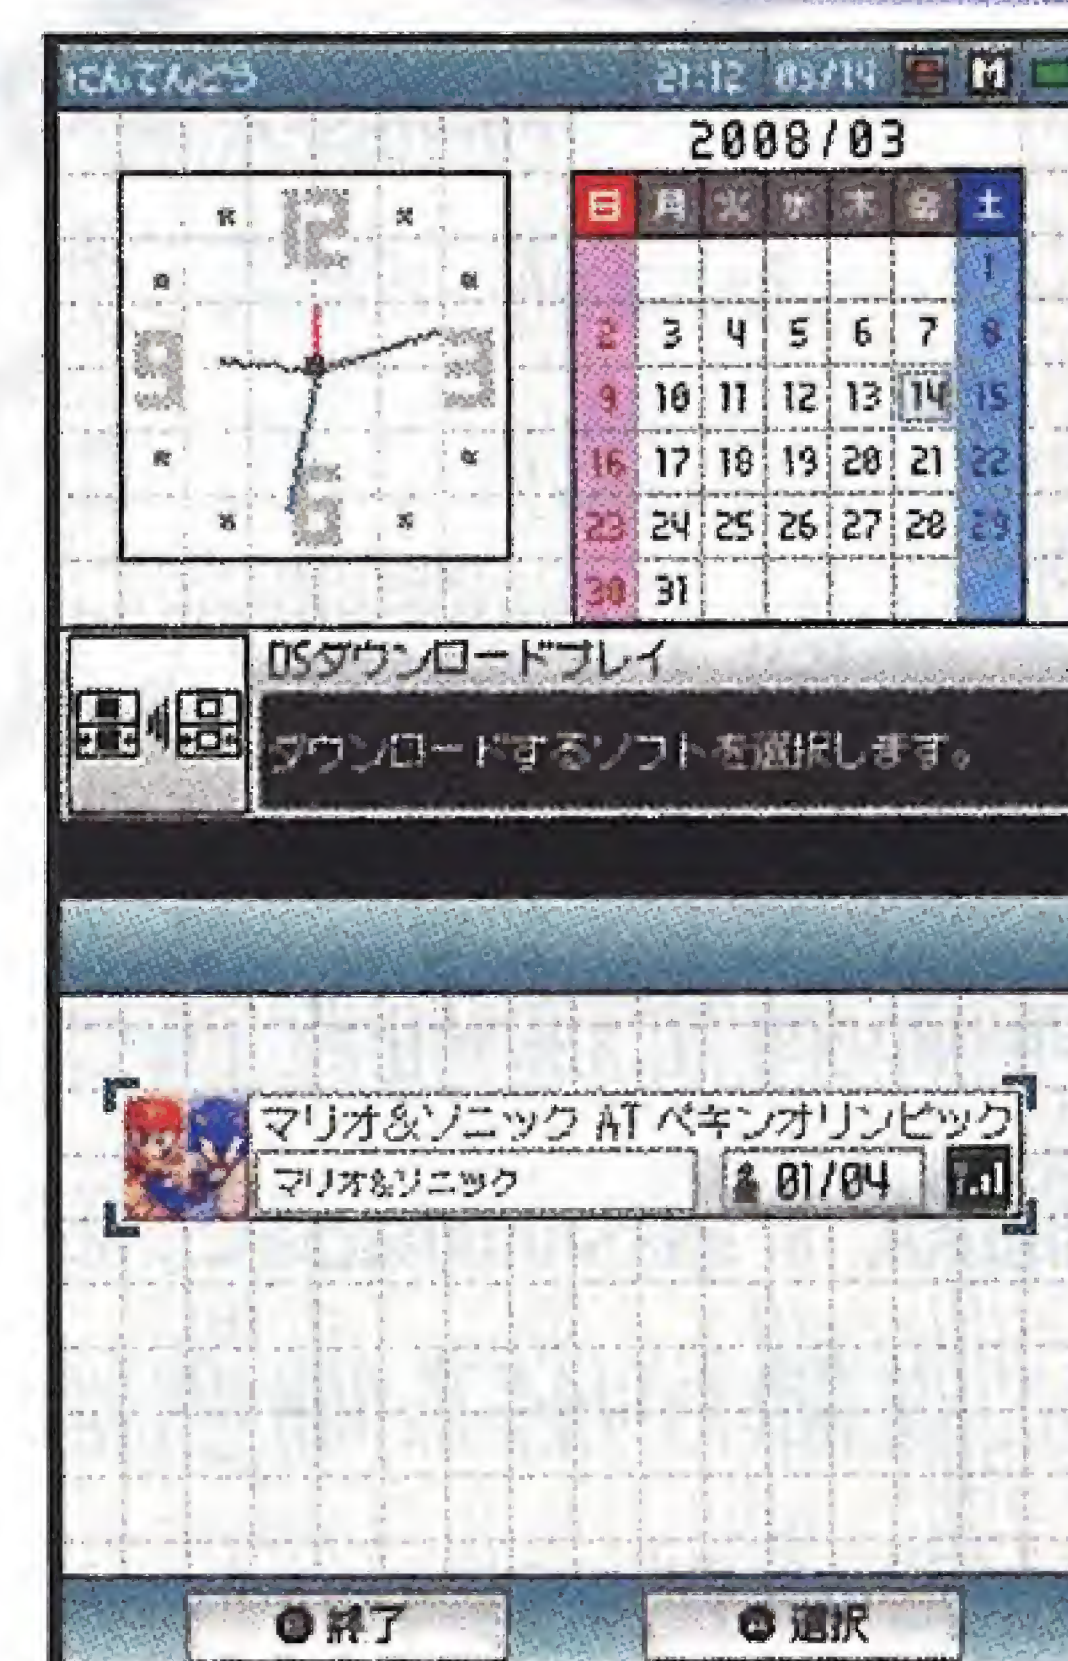 にんてんどう 21:12 03/14 M
2008/03
日 月 火 水 木 金 土
1
2 3 4 5 6 7 8
9 10 11 12 13 14 15
16 17 18 19 20 21 22
23 24 25 26 27 28 29
30 31
12
9 3
6
DSダウンロードプレイ
ダウンロードするソフトを選択します。
マリオ&ソニック AT ペキンオリンピック
マリオ&ソニック 01/04
B 終了 A 選択